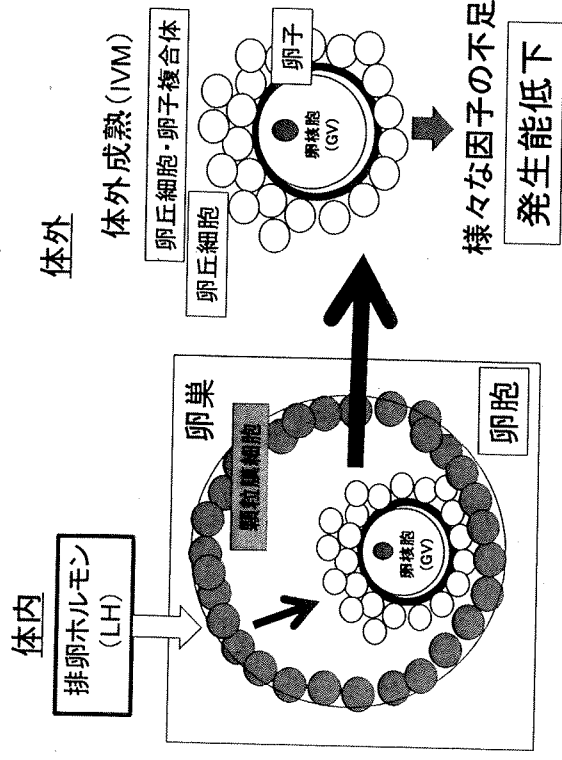 体内
排卵ホルモン
(LH)
卵巣
顆粒膜細胞
卵核胞
(GV)
卵胞
体外
体外成熟(IVM)
卵丘細胞・卵子複合体
卵丘細胞
卵子
卵核胞
(GV)
様々な因子の不足
発生能低下